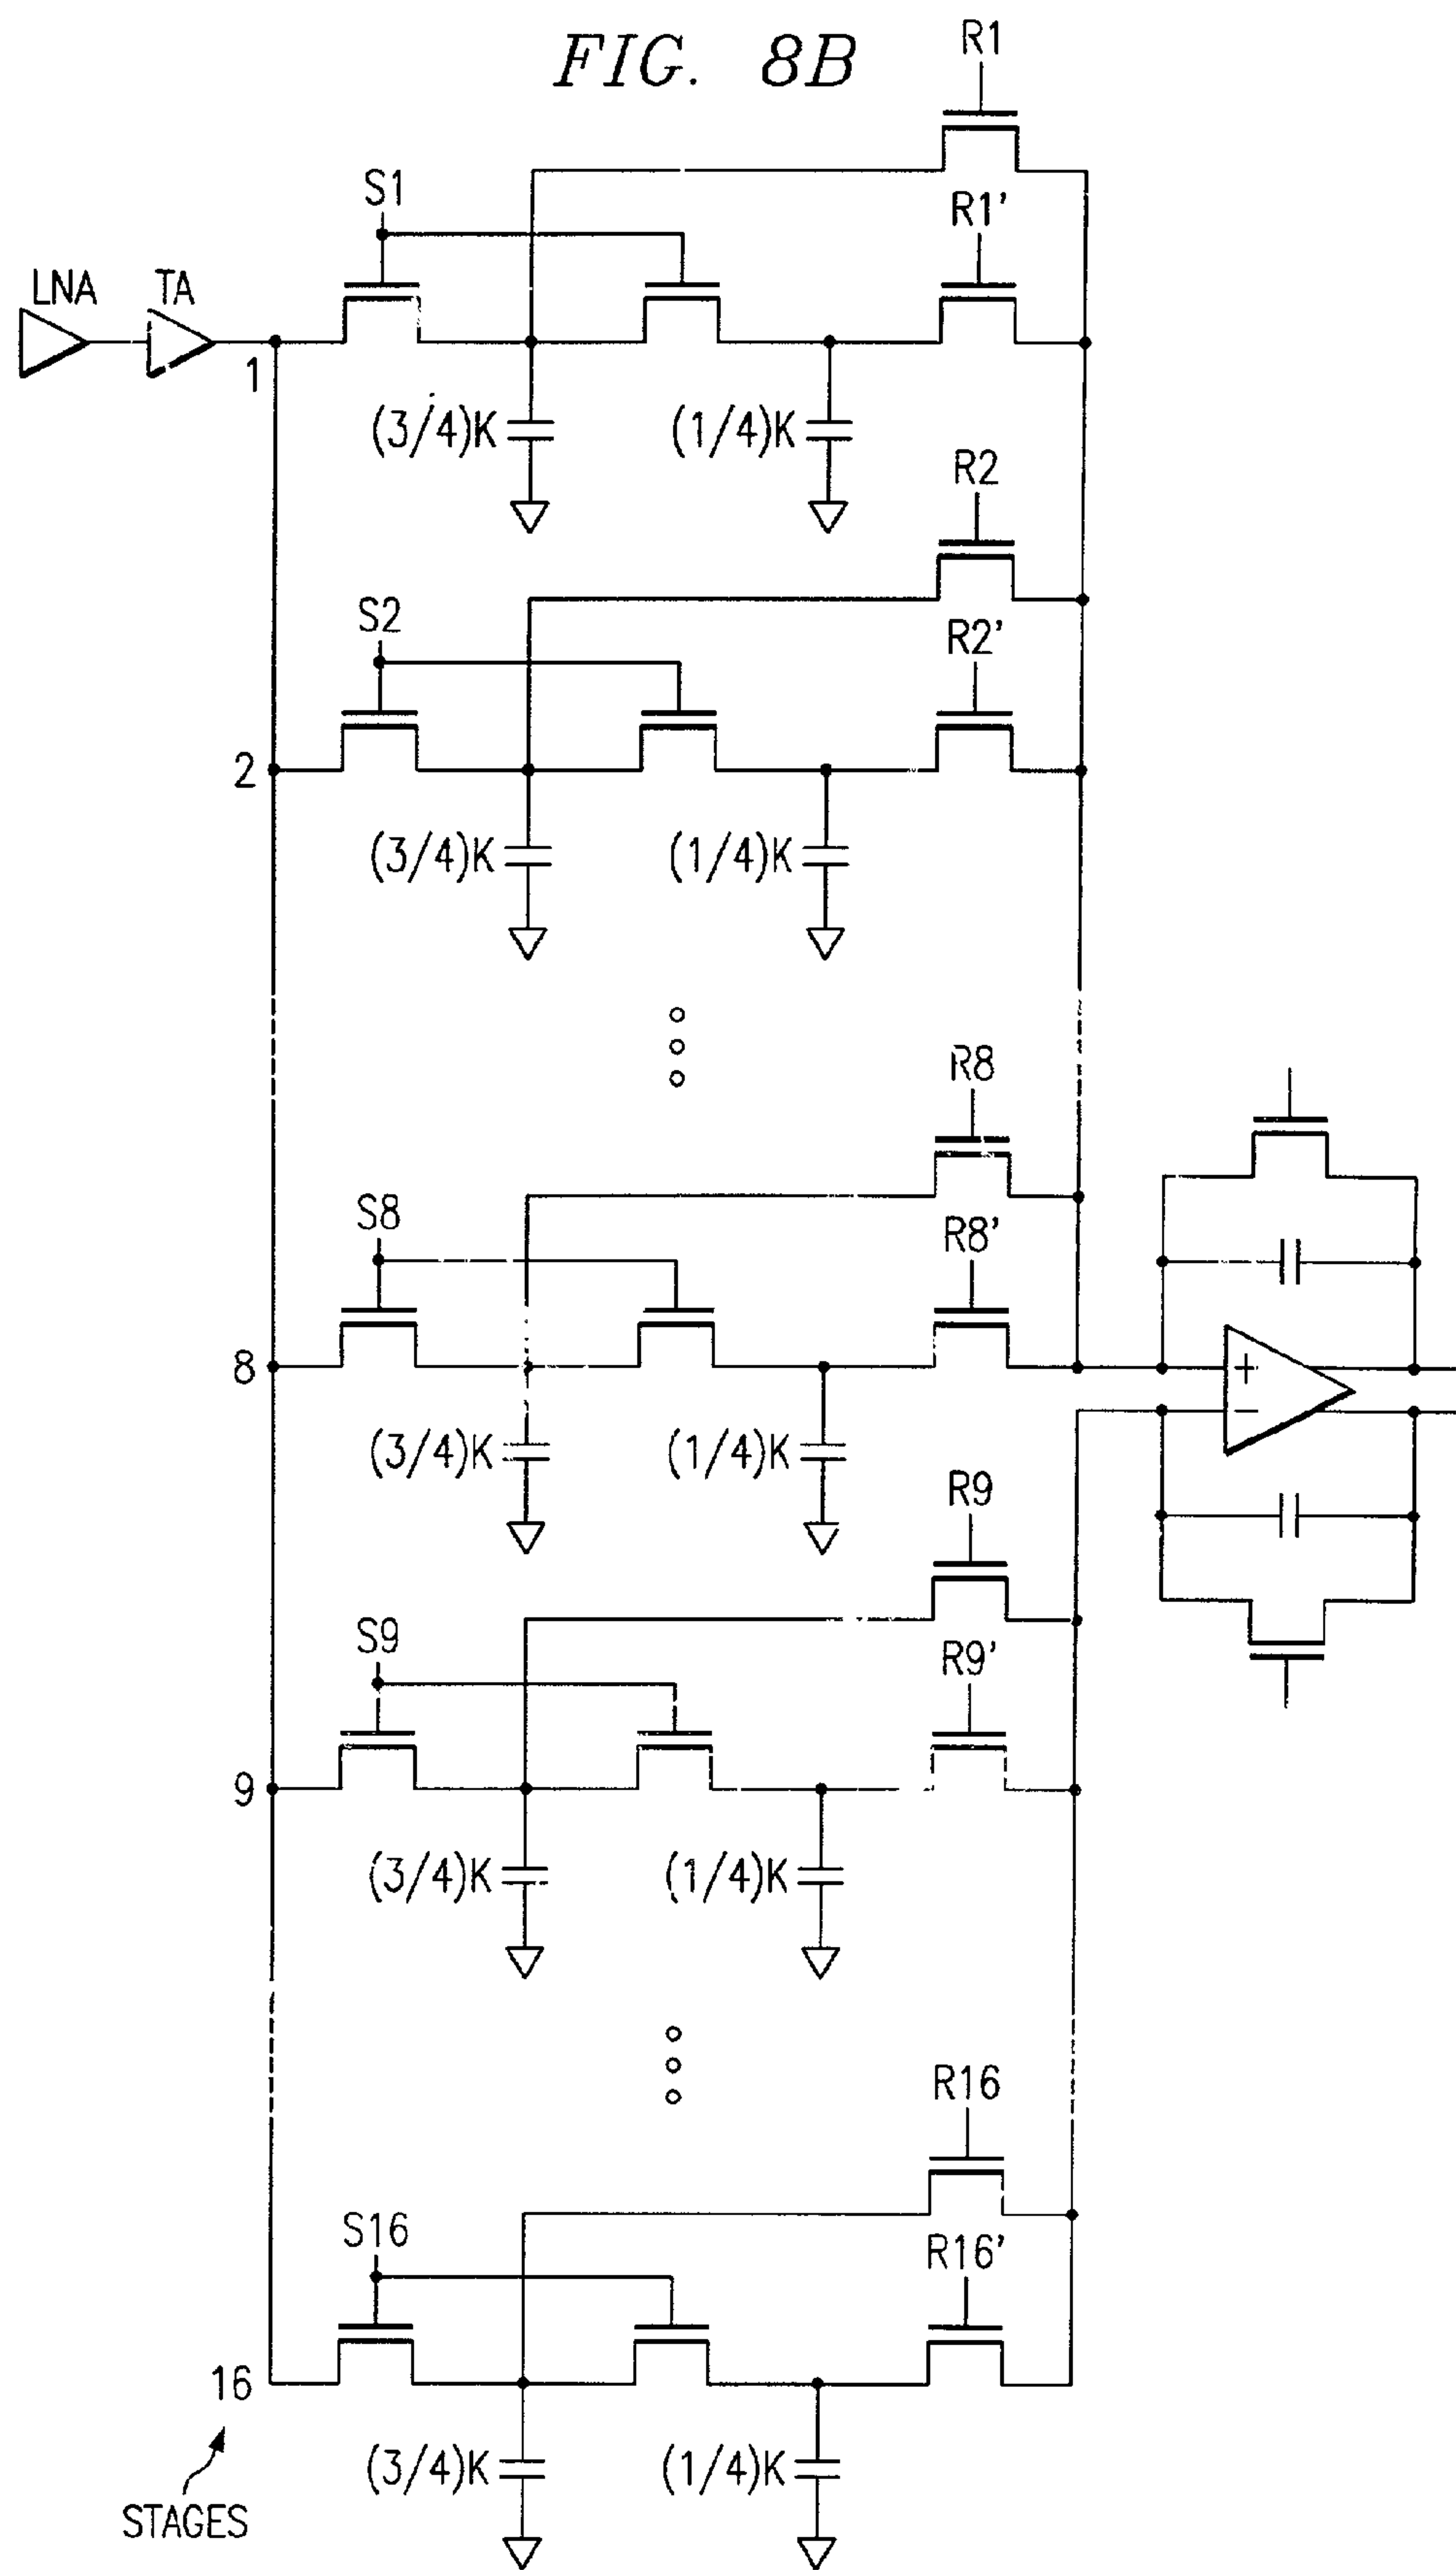 FIG. 8B
R1
S1
R1'
LNA TA
1
(3/4)K (1/4)K
R2
S2
R2'
2
(3/4)K (1/4)K
R8
S8
R8'
8
+
−
(3/4)K (1/4)K
R9
S9
R9'
9
(3/4)K (1/4)K
R16
S16
R16'
16
(3/4)K (1/4)K
STAGES